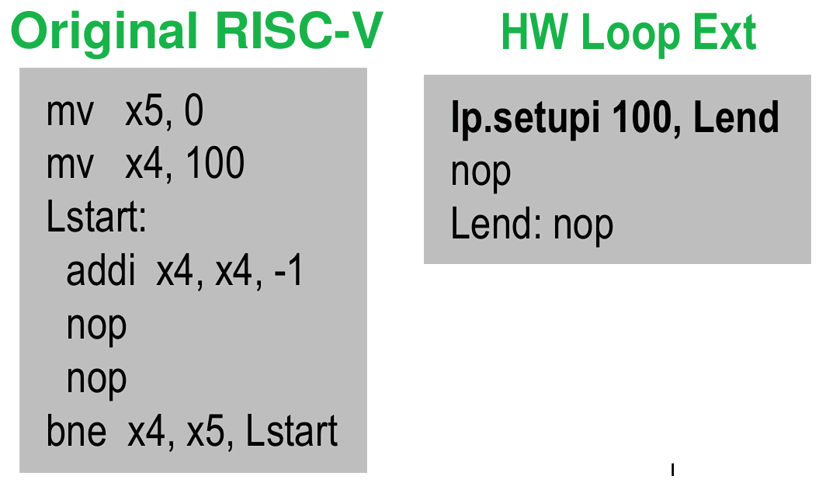 Original RISC-V
mv x5, 0
mv x4, 100
Lstart:
addi x4, x4, -1
nop
nop
bne x4, x5, Lstart
HW Loop Ext
lp.setupi 100, Lend
nop
Lend: nop